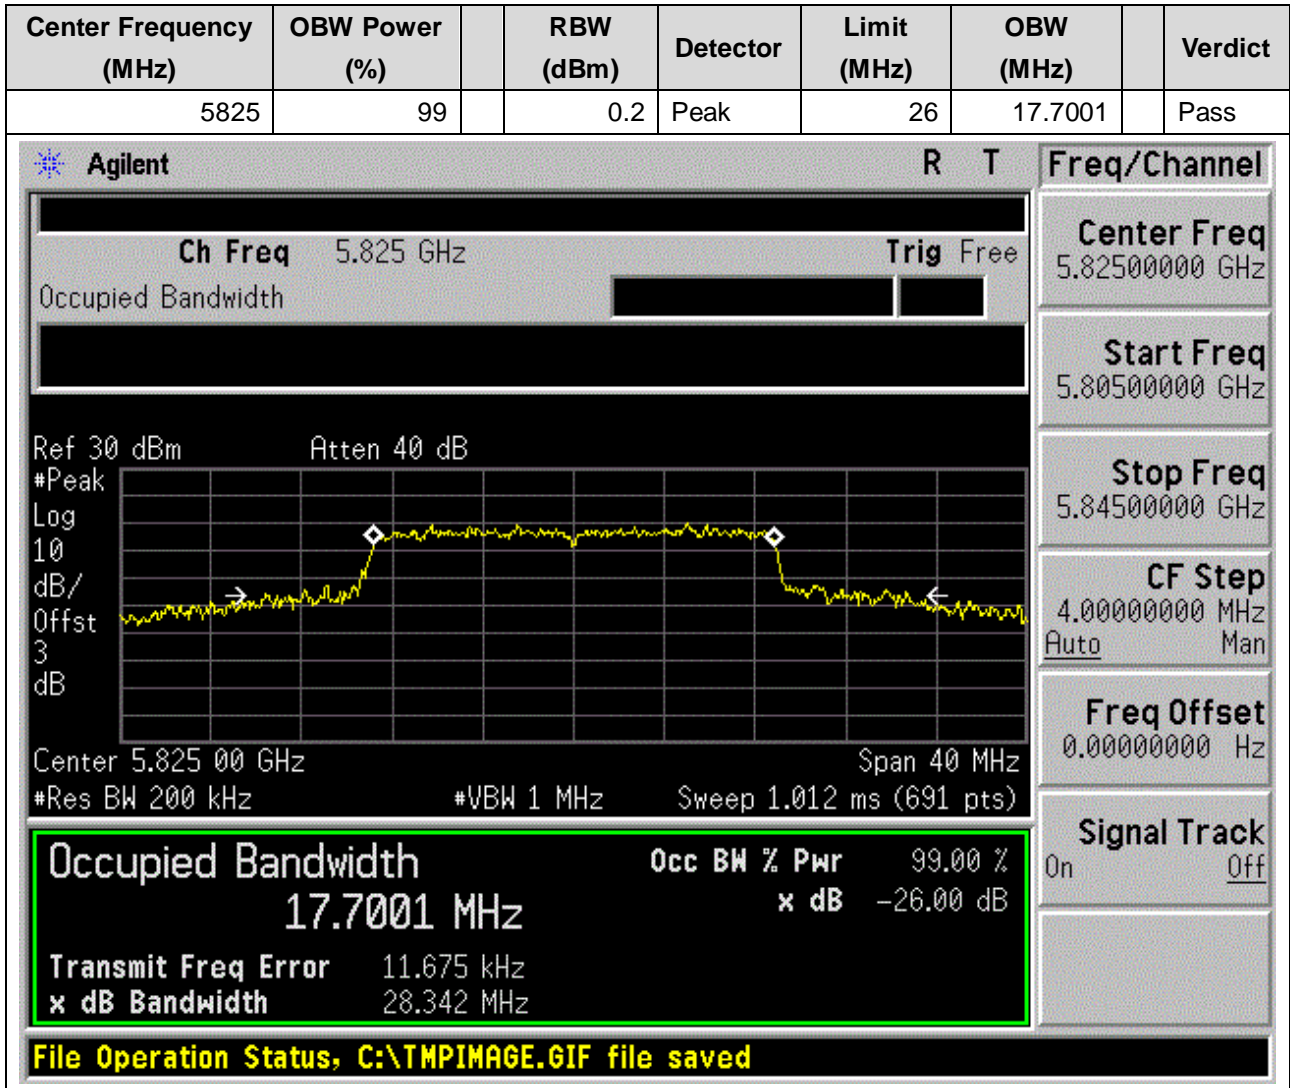 Center Frequency (MHz) OBW Power (%) RBW (dBm) Detector Limit (MHz) OBW (MHz) Verdict
5825 99 0.2 Peak 26 17.7001 Pass
Agilent R T Freq/Channel
Ch Freq 5.825 GHz Trig Free
Occupied Bandwidth
Center Freq
5.82500000 GHz
Start Freq
5.80500000 GHz
Stop Freq
5.84500000 GHz
CF Step
4.00000000 MHz
Auto Man
Freq Offset
0.00000000 Hz
Signal Track
On Off
Ref 30 dBm Atten 40 dB
#Peak
Log
10
dB/
Offst
3
dB
Center 5.825 00 GHz Span 40 MHz
#Res BW 200 kHz #VBW 1 MHz Sweep 1.012 ms (691 pts)
Occupied Bandwidth
17.7001 MHz
Occ BW % Pwr 99.00 %
x dB -26.00 dB
Transmit Freq Error 11.675 kHz
x dB Bandwidth 28.342 MHz
File Operation Status, C:\TMPIMAGE.GIF file saved